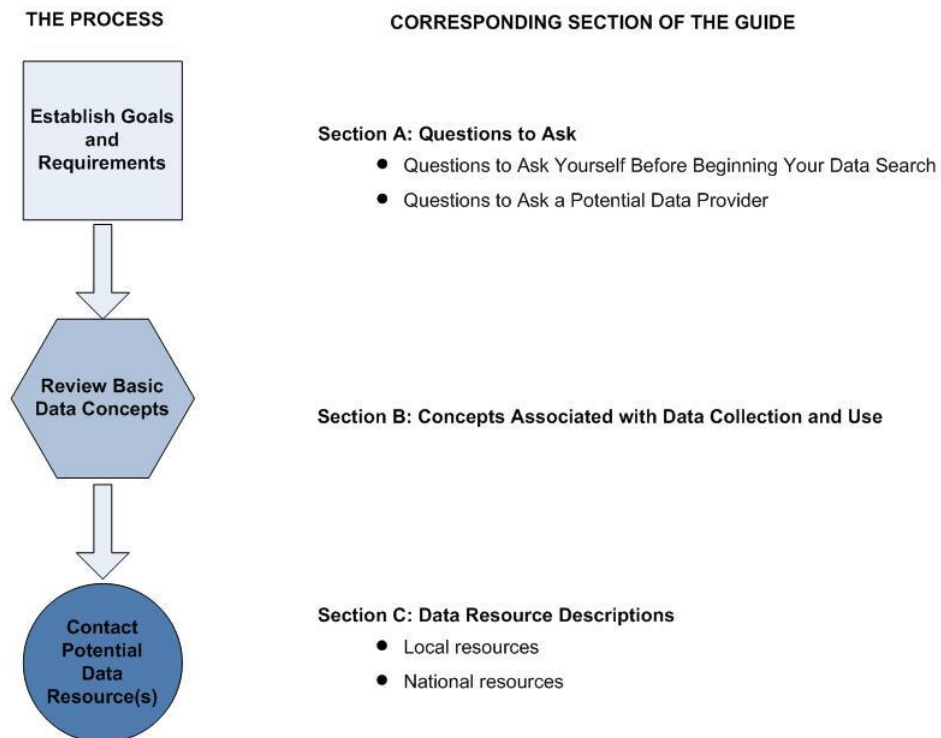 THE PROCESS
CORRESPONDING SECTION OF THE GUIDE
Establish Goals
and
Requirements
Section A: Questions to Ask
● Questions to Ask Yourself Before Beginning Your Data Search
● Questions to Ask a Potential Data Provider
Review Basic
Data Concepts
Section B: Concepts Associated with Data Collection and Use
Contact
Potential
Data
Resource(s)
Section C: Data Resource Descriptions
● Local resources
● National resources